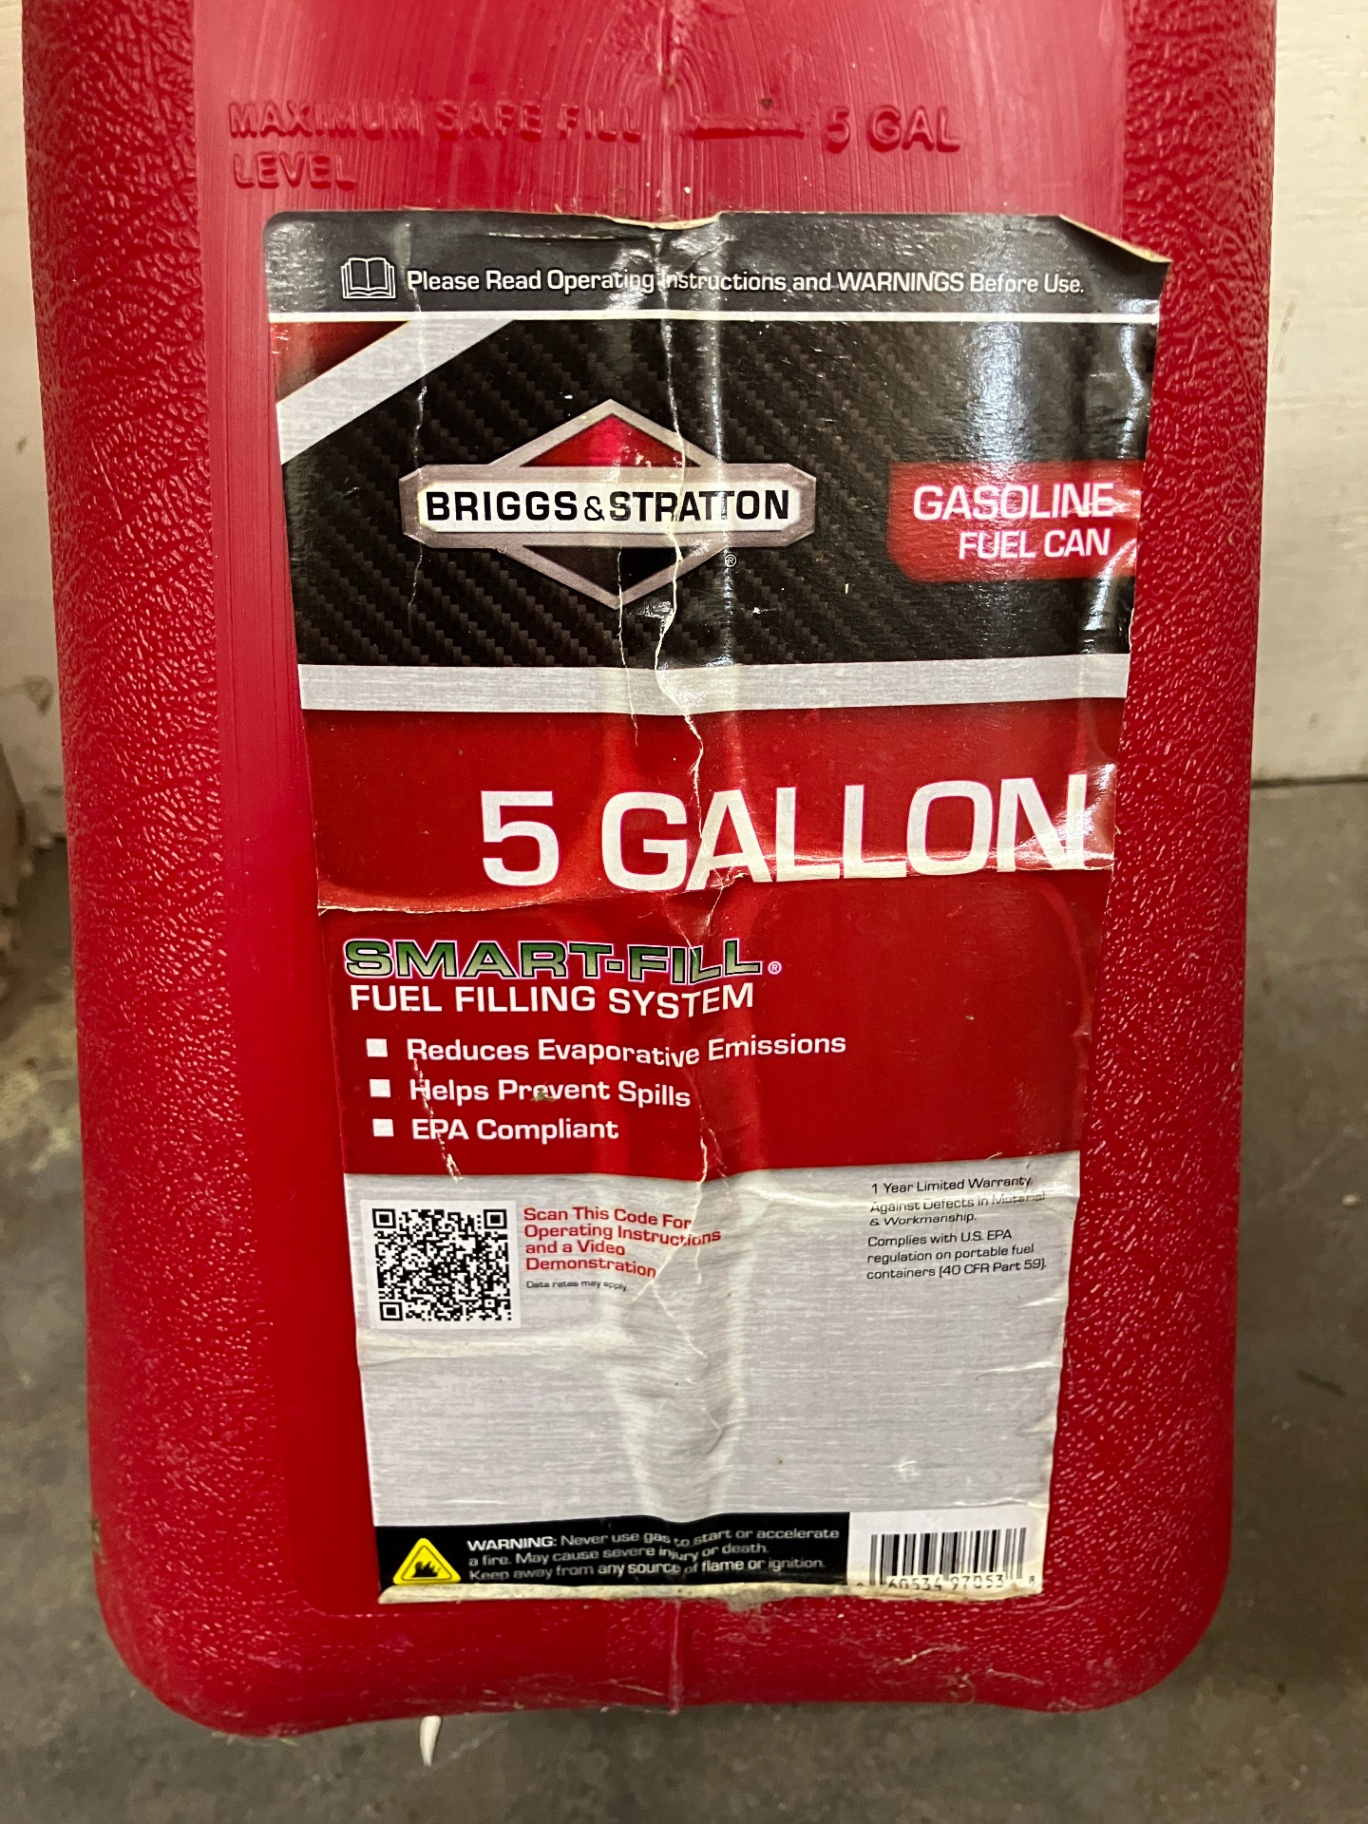 MAXIMUM SAFE FILL — 5 GAL
LEVEL
Please Read Operating Instructions and WARNINGS Before Use.
BRIGGS&STRATTON
®
GASOLINE
FUEL CAN
5 GALLON
SMART-FILL®
FUEL FILLING SYSTEM
Reduces Evaporative Emissions
Helps Prevent Spills
EPA Compliant
Scan This Code For
Operating Instructions
and a Video
Demonstration
Data rates may apply
1 Year Limited Warranty
Against Defects in Material
& Workmanship.
Complies with U.S. EPA
regulation on portable fuel
containers (40 CFR Part 59).
WARNING: Never use gas to start or accelerate
a fire. May cause severe injury or death.
Keep away from any source of flame or ignition.
60534 97053 8